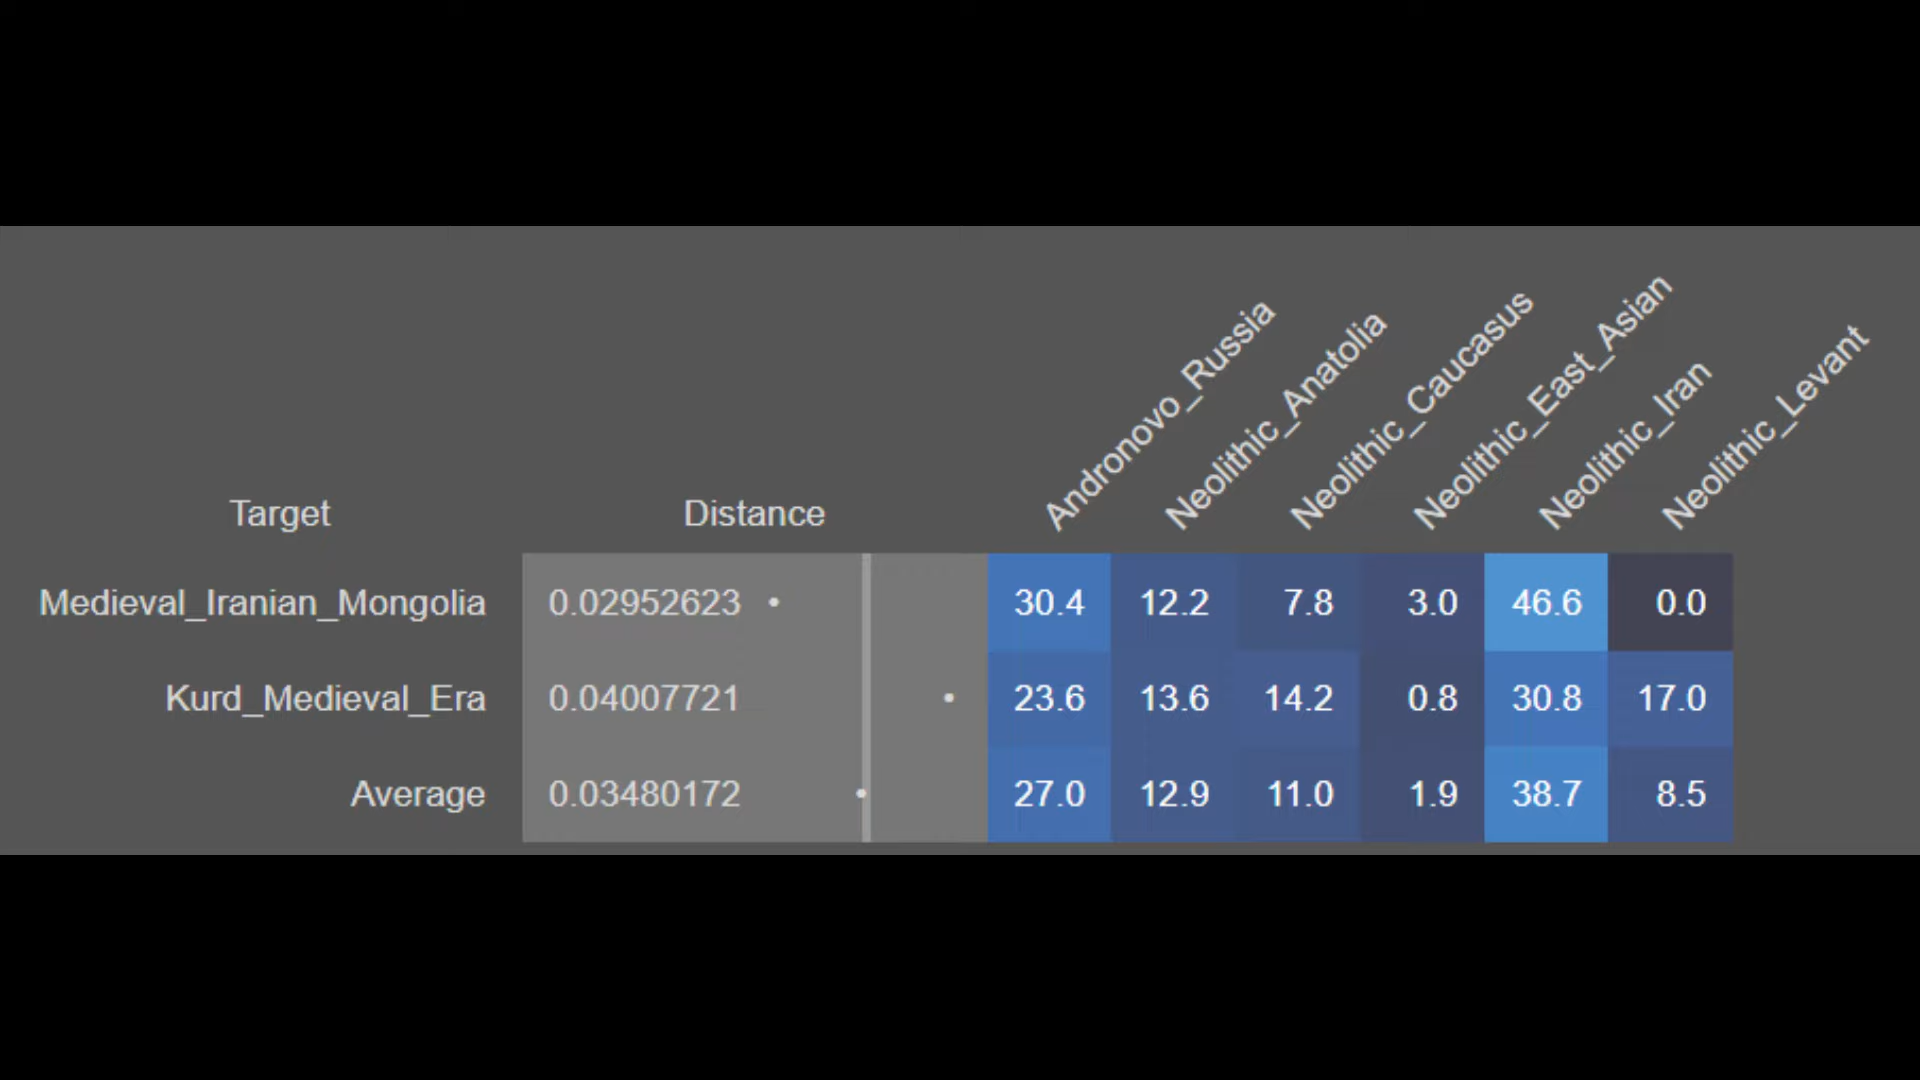 Target Distance Andronovo_Russia Neolithic_Anatolia Neolithic_Caucasus Neolithic_East_Asian Neolithic_Iran Neolithic_Levant
Medieval_Iranian_Mongolia 0.02952623 30.4 12.2 7.8 3.0 46.6 0.0
Kurd_Medieval_Era 0.04007721 23.6 13.6 14.2 0.8 30.8 17.0
Average 0.03480172 27.0 12.9 11.0 1.9 38.7 8.5